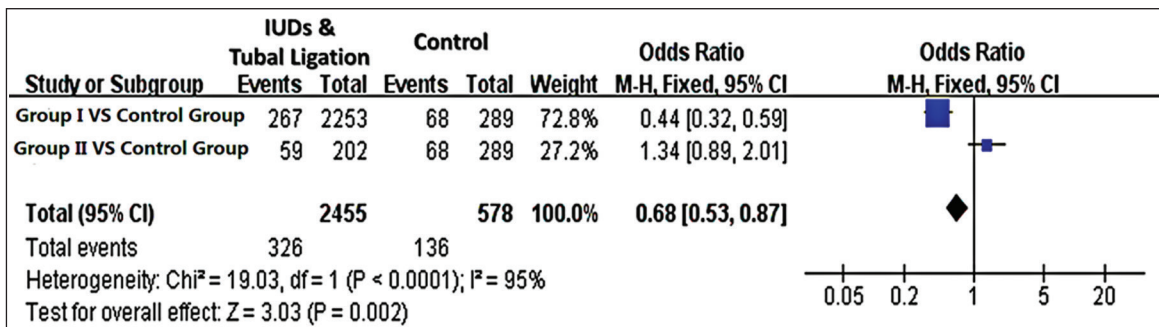 IUDs &
Tubal Ligation Control Odds Ratio Odds Ratio
Study or Subgroup Events Total Events Total Weight M-H, Fixed, 95% CI M-H, Fixed, 95% CI
Group I VS Control Group 267 2253 68 289 72.8% 0.44 [0.32, 0.59]
Group II VS Control Group 59 202 68 289 27.2% 1.34 [0.89, 2.01]
Total (95% CI) 2455 578 100.0% 0.68 [0.53, 0.87]
Total events 326 136
Heterogeneity: Chi² = 19.03, df = 1 (P < 0.0001); I² = 95%
Test for overall effect: Z = 3.03 (P = 0.002)
0.05 0.2 1 5 20